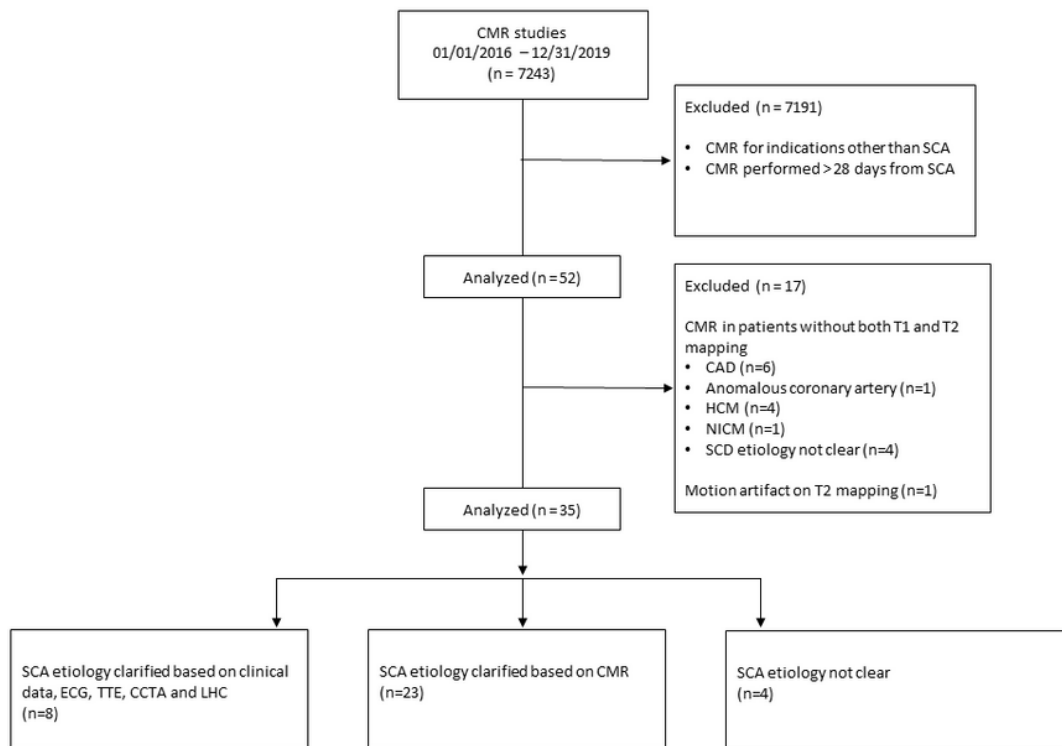 CMR studies
01/01/2016 – 12/31/2019
(n = 7243)
Excluded (n = 7191)
• CMR for indications other than SCA
• CMR performed > 28 days from SCA
Analyzed (n = 52)
Excluded (n = 17)
CMR in patients without both T1 and T2
mapping
• CAD (n=6)
• Anomalous coronary artery (n=1)
• HCM (n=4)
• NICM (n=1)
• SCD etiology not clear (n=4)
Motion artifact on T2 mapping (n=1)
Analyzed (n = 35)
SCA etiology clarified based on clinical
data, ECG, TTE, CCTA and LHC
(n=8)
SCA etiology clarified based on CMR
(n=23)
SCA etiology not clear
(n=4)